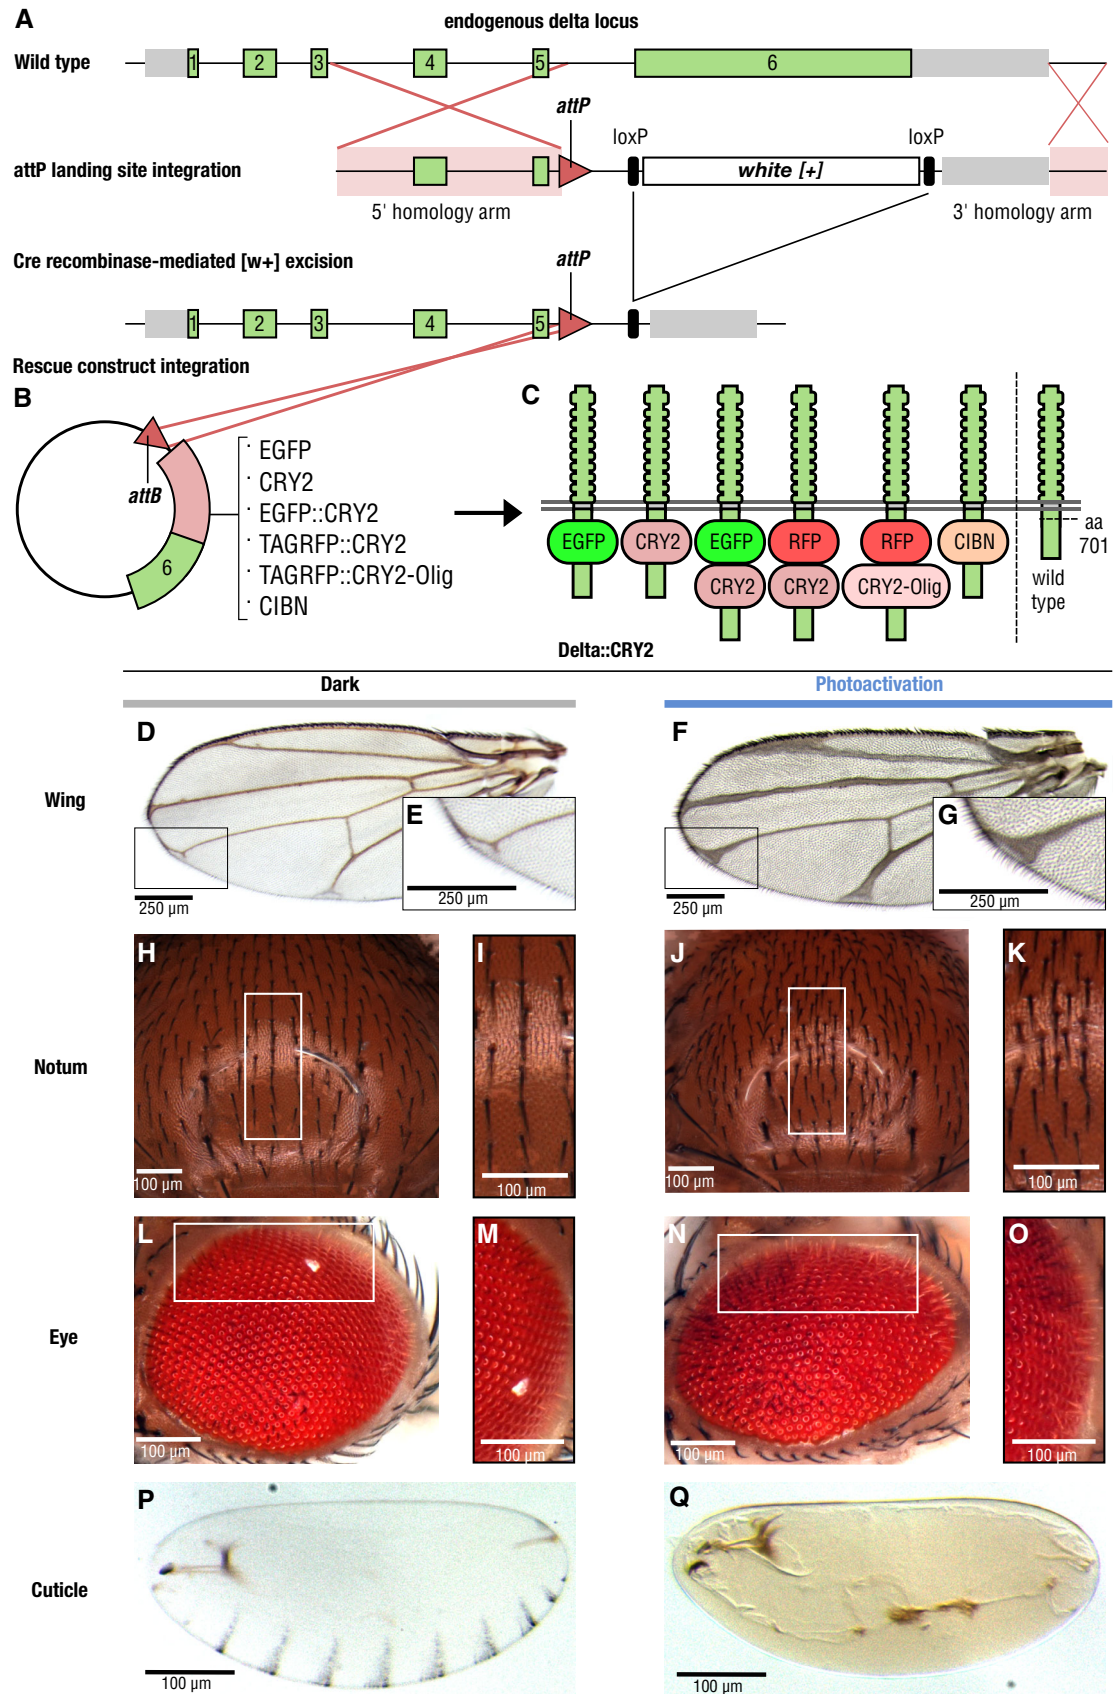 A
endogenous delta locus
Wild type
1 2 3 4 5 6
attP
loxP loxP
attP landing site integration
white [+]
5' homology arm
3' homology arm
Cre recombinase-mediated [w+] excision
attP
1 2 3 4 5
Rescue construct integration
B
attB
6
· EGFP
· CRY2
· EGFP::CRY2
· TAGRFP::CRY2
· TAGRFP::CRY2-Olig
· CIBN
C
EGFP CRY2 EGFP RFP RFP CIBN
CRY2 CRY2 CRY2-Olig
aa
701
wild
type
Delta::CRY2
Dark
Photoactivation
Wing
D
E
250 µm
250 µm
F
G
250 µm
250 µm
Notum
H
100 µm
I
100 µm
J
100 µm
K
100 µm
Eye
L
100 µm
M
100 µm
N
100 µm
O
100 µm
Cuticle
P
100 µm
Q
100 µm